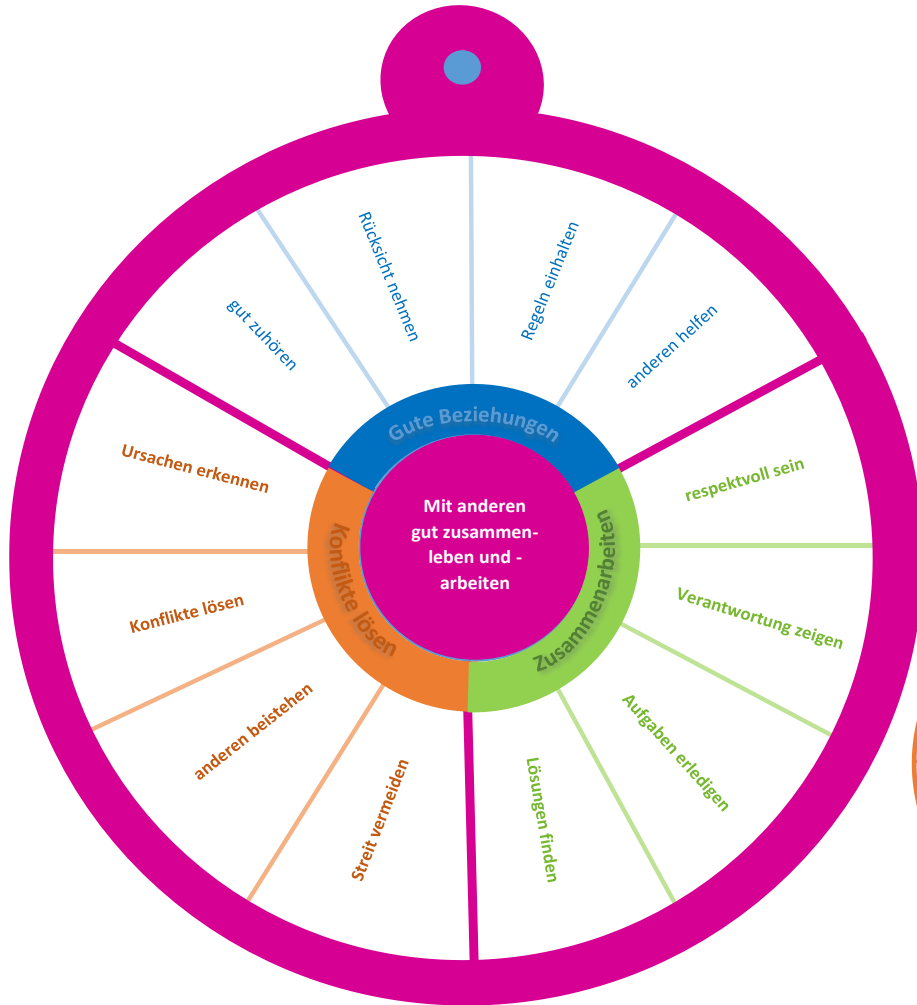 gut zuhören
Rücksicht nehmen
Regeln einhalten
anderen helfen
Gute Beziehungen
Mit anderen
gut zusammen-
leben und -
arbeiten
Zusammenarbeiten
respektvoll sein
Verantwortung zeigen
Aufgaben erledigen
Lösungen finden
Konflikte lösen
Ursachen erkennen
Konflikte lösen
anderen beistehen
Streit vermeiden